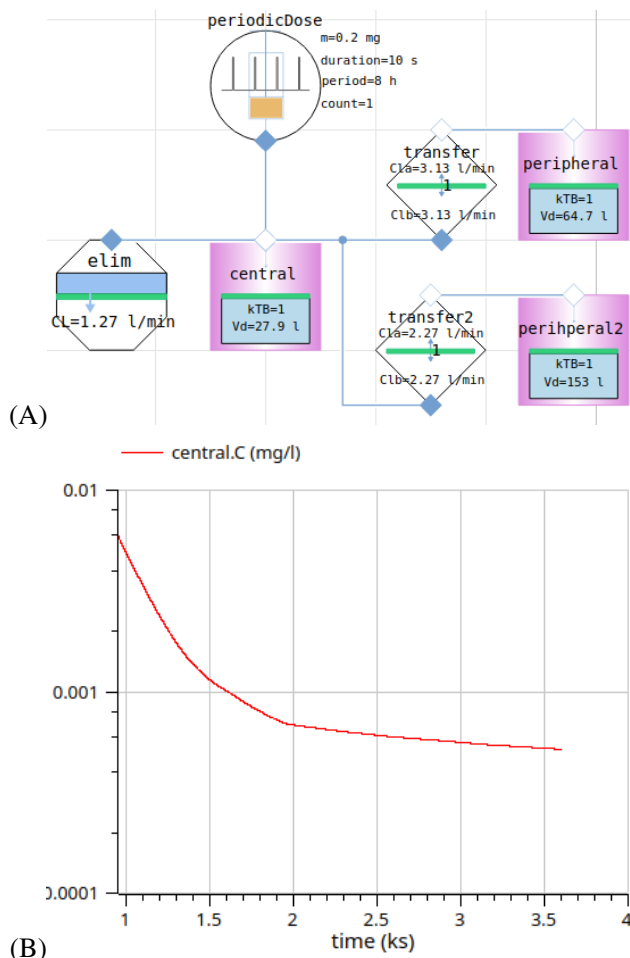 periodicDose
m=0.2 mg
duration=10 s
period=8 h
count=1
transfer
Cla=3.13 l/min
1
Clb=3.13 l/min
peripheral
kTB=1
Vd=64.7 l
elim
CL=1.27 l/min
central
kTB=1
Vd=27.9 l
transfer2
Cla=2.27 l/min
1
Clb=2.27 l/min
perihperal2
kTB=1
Vd=153 l
(A)
central.C (mg/l)
0.01
0.001
0.0001
1
1.5
2
2.5
3
3.5
4
time (ks)
(B)